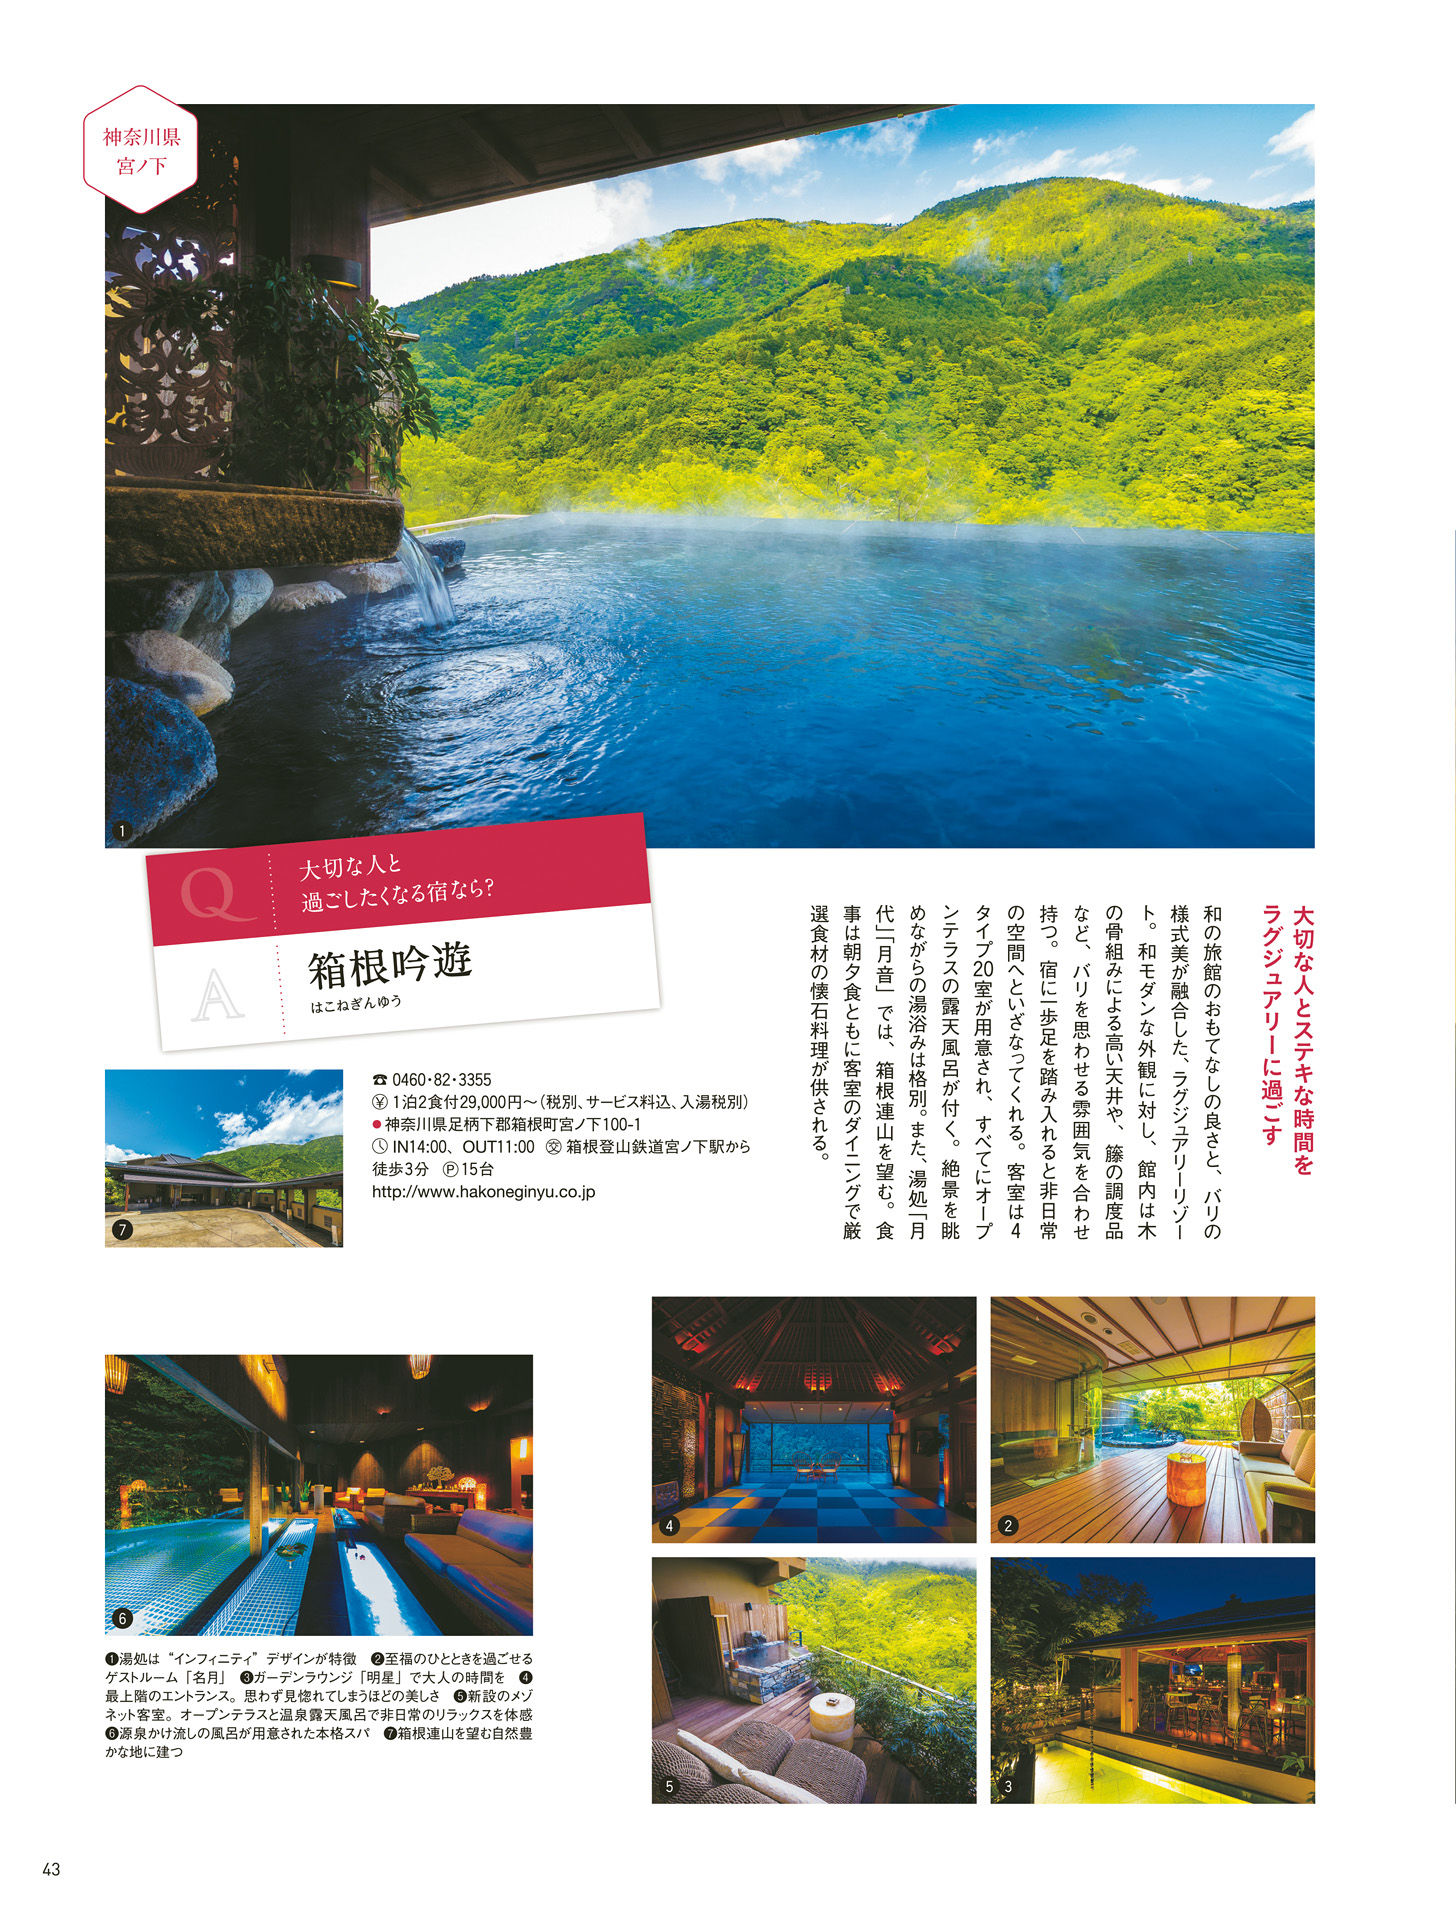 神奈川県
宮ノ下
1
Q
大切な人と
過ごしたくなる宿なら?
A
箱根吟遊
はこねぎんゆう
大切な人とステキな時間を
ラグジュアリーに過ごす
和の旅館のおもてなしの良さと、バリの
様式美が融合した、ラグジュアリーリゾー
ト。和モダンな外観に対し、館内は木
の骨組みによる高い天井や、籐の調度品
など、バリを思わせる雰囲気を合わせ
持つ。宿に一歩足を踏み入れると非日常
の空間へといざなってくれる。客室は4
タイプ20室が用意され、すべてにオープ
ンテラスの露天風呂が付く。絶景を眺
めながらの湯浴みは格別。また、湯処「月
代」「月音」では、箱根連山を望む。食
事は朝夕食ともに客室のダイニングで厳
選食材の懐石料理が供される。
7
☎ 0460・82・3355
¥ 1泊2食付29,000円〜(税別、サービス料込、入湯税別)
●神奈川県足柄下郡箱根町宮ノ下100-1
IN14:00、OUT11:00 交 箱根登山鉄道宮ノ下駅から
徒歩3分 Ⓟ15台
http://www.hakoneginyu.co.jp
4
2
6
5
3
❶湯処は“インフィニティ”デザインが特徴 ❷至福のひとときを過ごせる
ゲストルーム「名月」 ❸ガーデンラウンジ「明星」で大人の時間を ❹
最上階のエントランス。思わず見惚れてしまうほどの美しさ ❺新設のメゾ
ネット客室。オープンテラスと温泉露天風呂で非日常のリラックスを体感
❻源泉かけ流しの風呂が用意された本格スパ ❼箱根連山を望む自然豊
かな地に建つ
43